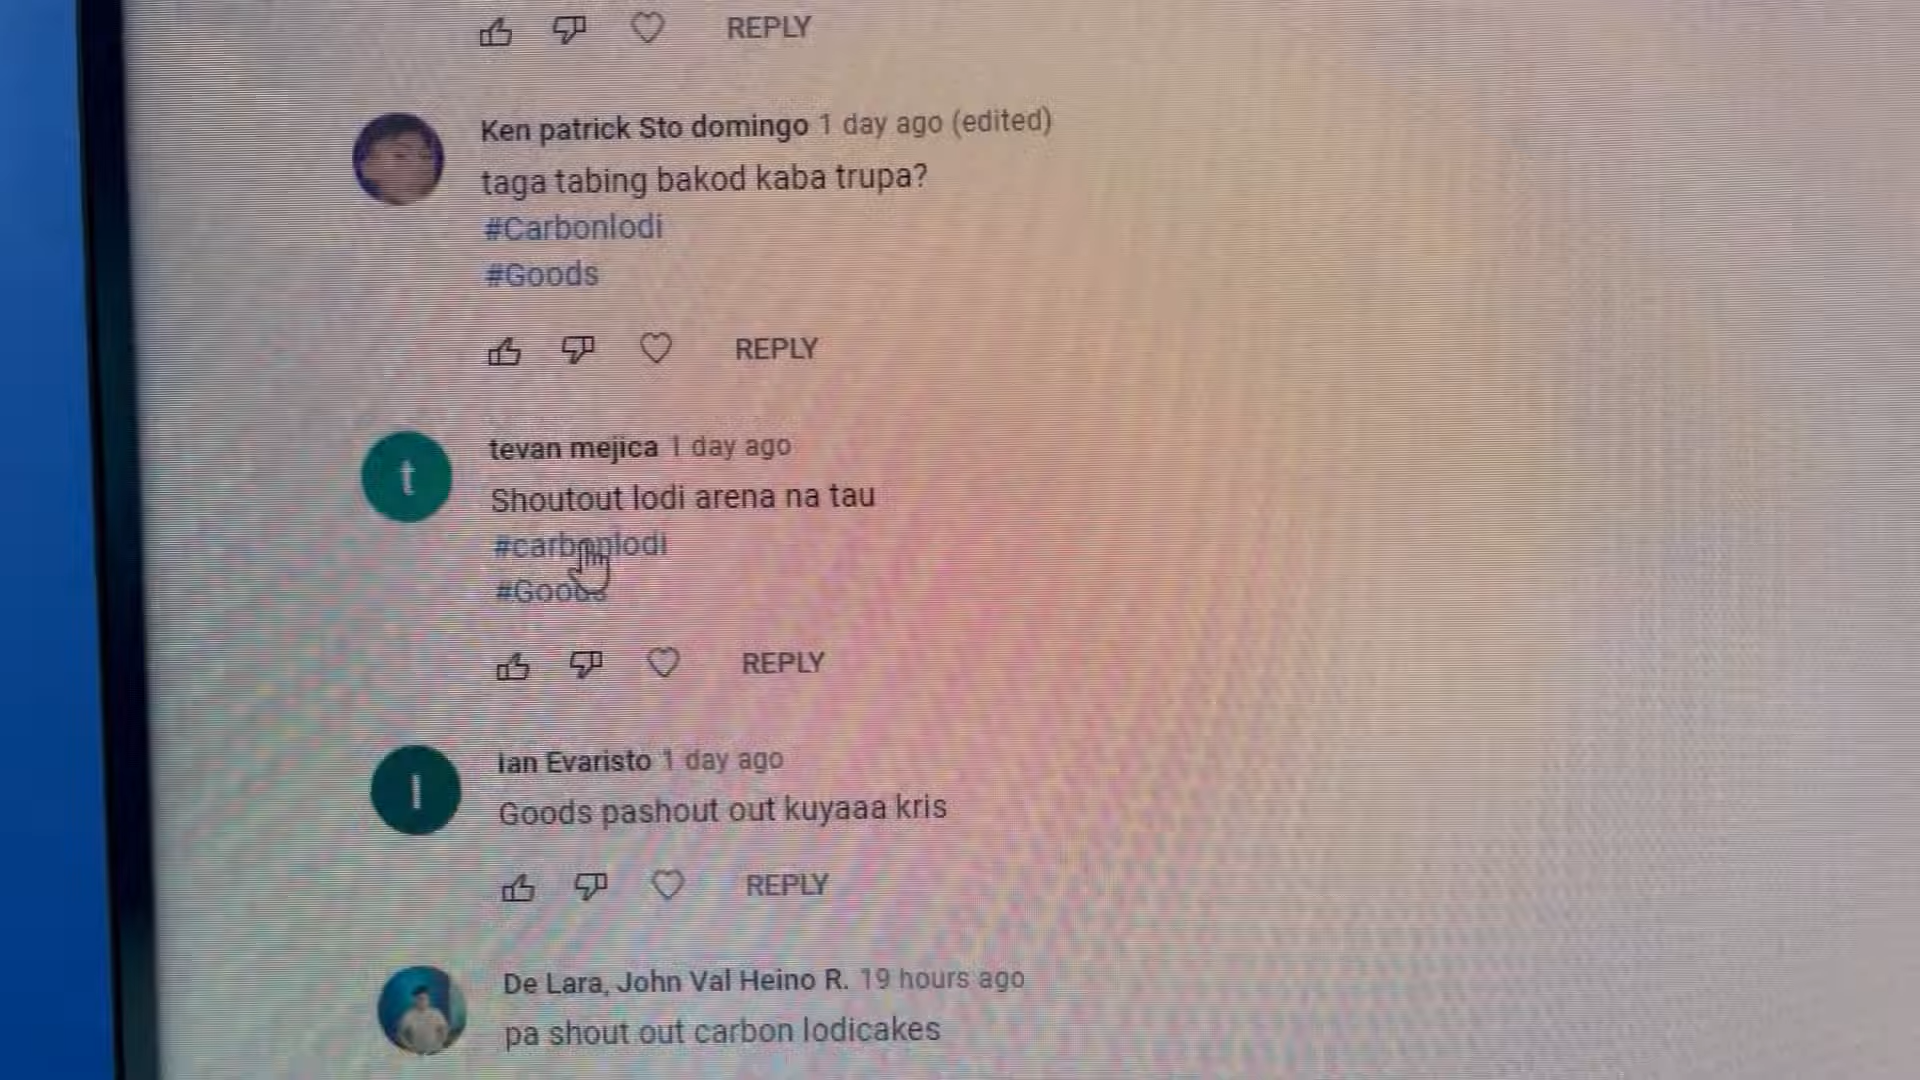 REPLY
Ken patrick Sto domingo 1 day ago (edited)
taga tabing bakod kaba trupa?
#Carbonlodi
#Goods
REPLY
t
tevan mejica 1 day ago
Shoutout lodi arena na tau
#carbonlodi
#Goods
REPLY
I
Ian Evaristo 1 day ago
Goods pashout out kuyaaa kris
REPLY
De Lara, John Val Heino R. 19 hours ago
pa shout out carbon lodicakes